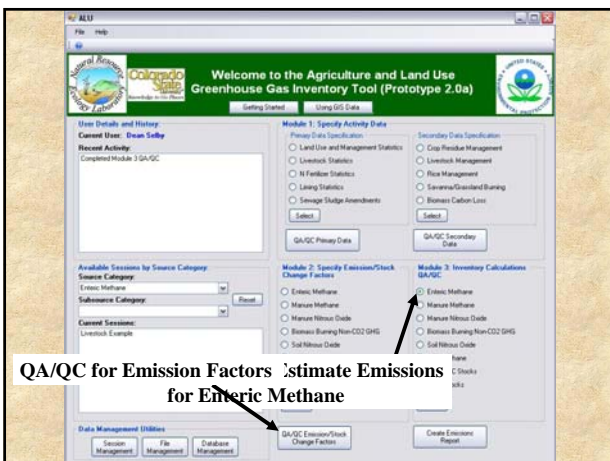 ALU
File Help
Natural Resource Ecology Laboratory
Colorado State
Knowledge to Go Places
Welcome to the Agriculture and Land Use
Greenhouse Gas Inventory Tool (Prototype 2.0a)
UNITED STATES
Getting Started Using GIS Data
User Details and History:
Current User: Dean Selby
Recent Activity:
Completed Module 3 QA/QC
Module 1: Specify Activity Data
Primary Data Specification
Land Use and Management Statistics
Livestock Statistics
N Fertilizer Statistics
Liming Statistics
Sewage Sludge Amendments
Select
QA/QC Primary Data
Secondary Data Specification
Crop Residue Management
Livestock Management
Rice Management
Savanna/Grassland Burning
Biomass Carbon Loss
Select
QA/QC Secondary
Data
Available Sessions by Source Category:
Source Category:
Enteric Methane
Subsource Category:
Reset
Current Sessions:
Livestock Example
Module 2: Specify Emission/Stock
Change Factors
Enteric Methane
Manure Methane
Manure Nitrous Oxide
Biomass Burning Non-CO2 GHG
Soil Nitrous Oxide
Module 3: Inventory Calculations
QA/QC
Enteric Methane
Manure Methane
Manure Nitrous Oxide
Biomass Burning Non-CO2 GHG
Soil Nitrous Oxide
QA/QC for Emission Factors
Estimate Emissions
for Enteric Methane
Data Management Utilities
Session
Management
File
Management
Database
Management
QA/QC Emission/Stock
Change Factors
Create Emissions
Report